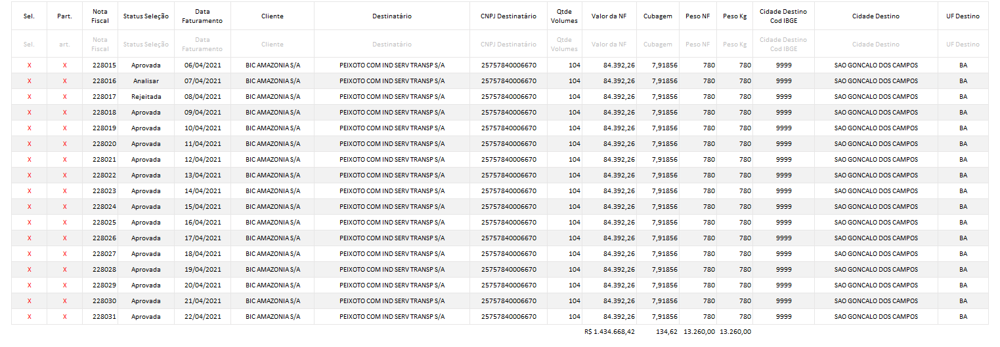 Sel. Part. Nota Fiscal Status Seleção Data Faturamento Cliente Destinatário CNPJ Destinatário Qtde Volumes Valor da NF Cubagem Peso NF Peso Kg Cidade Destino Cod IBGE Cidade Destino UF Destino
Sel. art. Nota Fiscal Status Seleção Data Faturamento Cliente Destinatário CNPJ Destinatário Qtde Volumes Valor da NF Cubagem Peso NF Peso Kg Cidade Destino Cod IBGE Cidade Destino UF Destino
X X 228015 Aprovada 06/04/2021 BIC AMAZONIA S/A PEIXOTO COM IND SERV TRANSP S/A 25757840006670 104 84.392,26 7,91856 780 780 9999 SAO GONCALO DOS CAMPOS BA
X X 228016 Analisar 07/04/2021 BIC AMAZONIA S/A PEIXOTO COM IND SERV TRANSP S/A 25757840006670 104 84.392,26 7,91856 780 780 9999 SAO GONCALO DOS CAMPOS BA
X X 228017 Rejeitada 08/04/2021 BIC AMAZONIA S/A PEIXOTO COM IND SERV TRANSP S/A 25757840006670 104 84.392,26 7,91856 780 780 9999 SAO GONCALO DOS CAMPOS BA
X X 228018 Aprovada 09/04/2021 BIC AMAZONIA S/A PEIXOTO COM IND SERV TRANSP S/A 25757840006670 104 84.392,26 7,91856 780 780 9999 SAO GONCALO DOS CAMPOS BA
X X 228019 Aprovada 10/04/2021 BIC AMAZONIA S/A PEIXOTO COM IND SERV TRANSP S/A 25757840006670 104 84.392,26 7,91856 780 780 9999 SAO GONCALO DOS CAMPOS BA
X X 228020 Aprovada 11/04/2021 BIC AMAZONIA S/A PEIXOTO COM IND SERV TRANSP S/A 25757840006670 104 84.392,26 7,91856 780 780 9999 SAO GONCALO DOS CAMPOS BA
X X 228021 Aprovada 12/04/2021 BIC AMAZONIA S/A PEIXOTO COM IND SERV TRANSP S/A 25757840006670 104 84.392,26 7,91856 780 780 9999 SAO GONCALO DOS CAMPOS BA
X X 228022 Aprovada 13/04/2021 BIC AMAZONIA S/A PEIXOTO COM IND SERV TRANSP S/A 25757840006670 104 84.392,26 7,91856 780 780 9999 SAO GONCALO DOS CAMPOS BA
X X 228023 Aprovada 14/04/2021 BIC AMAZONIA S/A PEIXOTO COM IND SERV TRANSP S/A 25757840006670 104 84.392,26 7,91856 780 780 9999 SAO GONCALO DOS CAMPOS BA
X X 228024 Aprovada 15/04/2021 BIC AMAZONIA S/A PEIXOTO COM IND SERV TRANSP S/A 25757840006670 104 84.392,26 7,91856 780 780 9999 SAO GONCALO DOS CAMPOS BA
X X 228025 Aprovada 16/04/2021 BIC AMAZONIA S/A PEIXOTO COM IND SERV TRANSP S/A 25757840006670 104 84.392,26 7,91856 780 780 9999 SAO GONCALO DOS CAMPOS BA
X X 228026 Aprovada 17/04/2021 BIC AMAZONIA S/A PEIXOTO COM IND SERV TRANSP S/A 25757840006670 104 84.392,26 7,91856 780 780 9999 SAO GONCALO DOS CAMPOS BA
X X 228027 Aprovada 18/04/2021 BIC AMAZONIA S/A PEIXOTO COM IND SERV TRANSP S/A 25757840006670 104 84.392,26 7,91856 780 780 9999 SAO GONCALO DOS CAMPOS BA
X X 228028 Aprovada 19/04/2021 BIC AMAZONIA S/A PEIXOTO COM IND SERV TRANSP S/A 25757840006670 104 84.392,26 7,91856 780 780 9999 SAO GONCALO DOS CAMPOS BA
X X 228029 Aprovada 20/04/2021 BIC AMAZONIA S/A PEIXOTO COM IND SERV TRANSP S/A 25757840006670 104 84.392,26 7,91856 780 780 9999 SAO GONCALO DOS CAMPOS BA
X X 228030 Aprovada 21/04/2021 BIC AMAZONIA S/A PEIXOTO COM IND SERV TRANSP S/A 25757840006670 104 84.392,26 7,91856 780 780 9999 SAO GONCALO DOS CAMPOS BA
X X 228031 Aprovada 22/04/2021 BIC AMAZONIA S/A PEIXOTO COM IND SERV TRANSP S/A 25757840006670 104 84.392,26 7,91856 780 780 9999 SAO GONCALO DOS CAMPOS BA
R$ 1.434.668,42 134,62 13.260,00 13.260,00